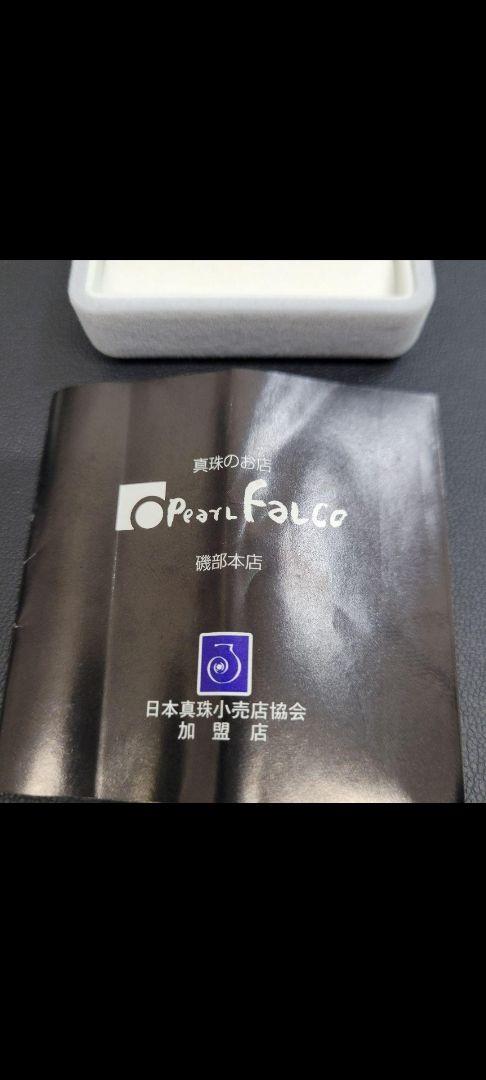 真珠のお店
Pearl Falco
磯部本店
日本真珠小売店協会
加盟店